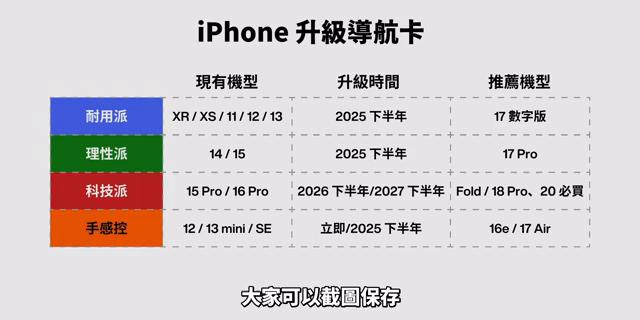 iPhone 升級導航卡
現有機型 升級時間 推薦機型
耐用派 XR / XS / 11 / 12 / 13 2025 下半年 17 數字版
理性派 14 / 15 2025 下半年 17 Pro
科技派 15 Pro / 16 Pro 2026 下半年/2027 下半年 Fold / 18 Pro、20 必買
手感控 12 / 13 mini / SE 立即/2025 下半年 16e / 17 Air
大家可以截圖保存